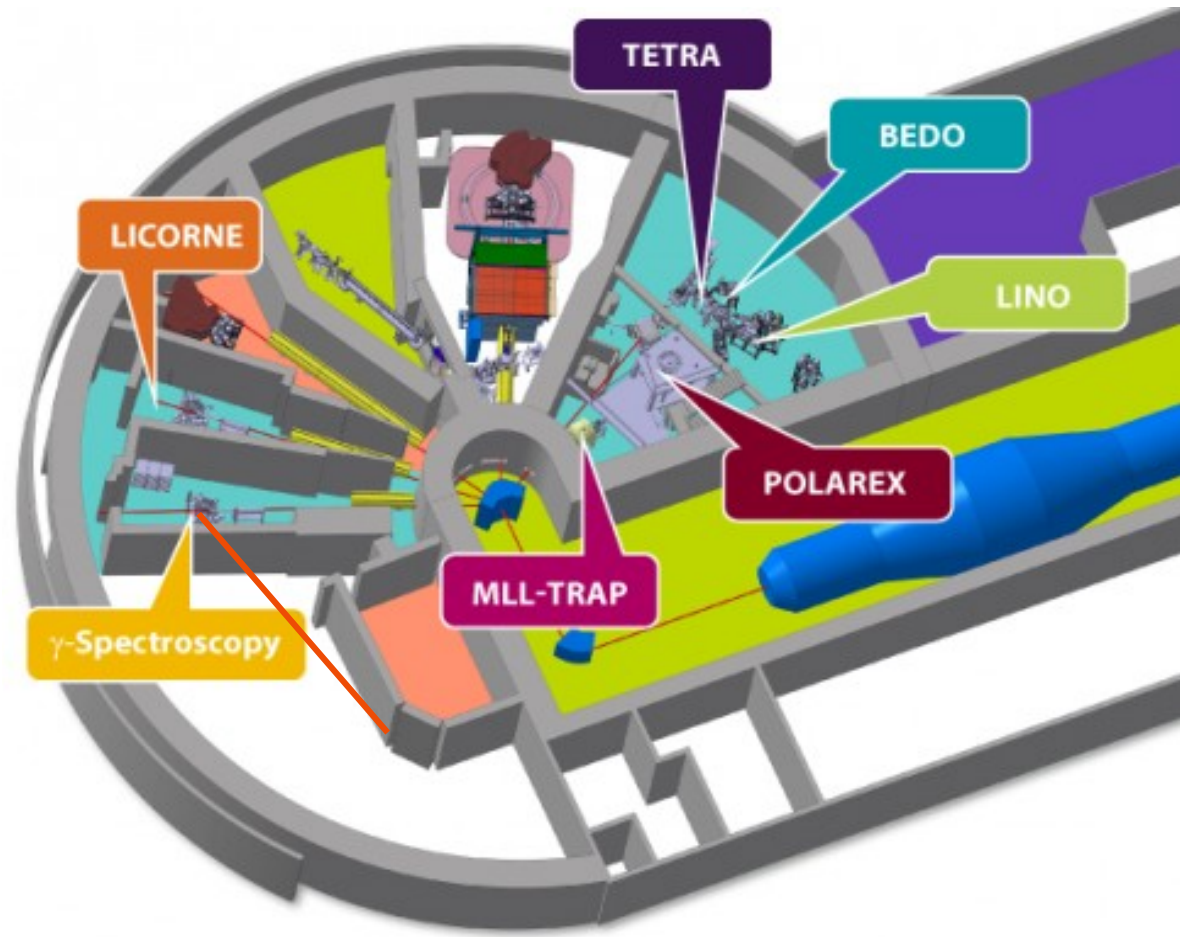 TETRA
BEDO
LICORNE
LINO
POLAREX
MLL-TRAP
γ-Spectroscopy